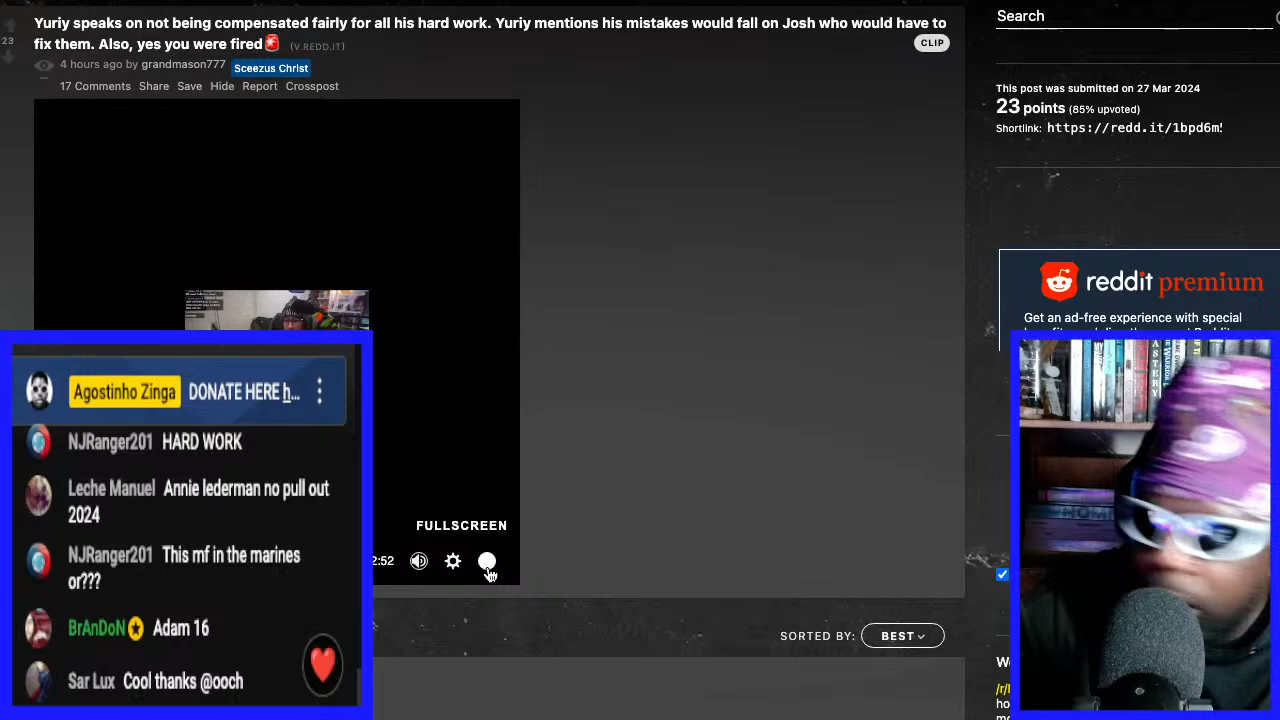 Yuriy speaks on not being compensated fairly for all his hard work. Yuriy mentions his mistakes would fall on Josh who would have to
fix them. Also, yes you were fired🚨 (V.REDD.IT)
CLIP
23
4 hours ago by grandmason777 Sceezus Christ
17 Comments Share Save Hide Report Crosspost
FULLSCREEN
2:52
SORTED BY: BEST
Agostinho Zinga DONATE HERE h...
NJRanger201 HARD WORK
Leche Manuel Annie lederman no pull out
2024
NJRanger201 This mf in the marines
or???
BrAnDoN Adam 16
Sar Lux Cool thanks @ooch
Search
This post was submitted on 27 Mar 2024
23 points (85% upvoted)
Shortlink: https://redd.it/1bpd6m!
reddit premium
Get an ad-free experience with special